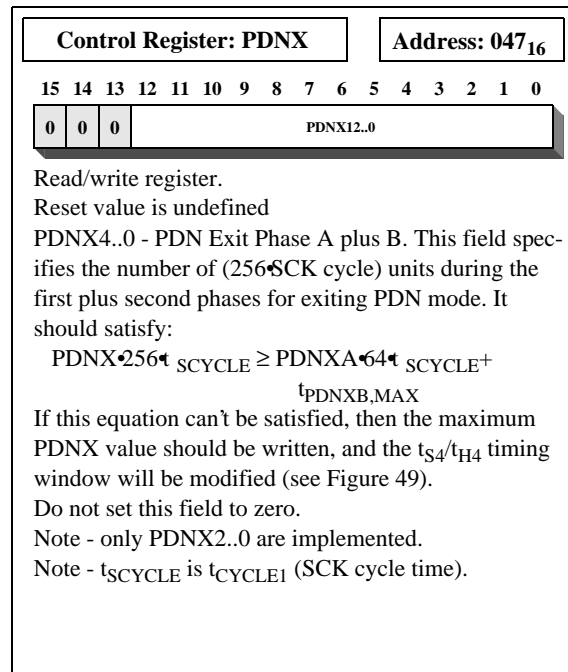 Control Register: PDNX
Address: 047₁₆
15 14 13 12 11 10 9 8 7 6 5 4 3 2 1 0
0 0 0 PDNX12..0
Read/write register.
Reset value is undefined
PDNX4..0 - PDN Exit Phase A plus B. This field spec-
ifies the number of (256•SCK cycle) units during the
first plus second phases for exiting PDN mode. It
should satisfy:
PDNX•256•t SCYCLE ≥ PDNXA•64•t SCYCLE+
tPDNXB,MAX
If this equation can't be satisfied, then the maximum
PDNX value should be written, and the tS4/tH4 timing
window will be modified (see Figure 49).
Do not set this field to zero.
Note - only PDNX2..0 are implemented.
Note - tSCYCLE is tCYCLE1 (SCK cycle time).